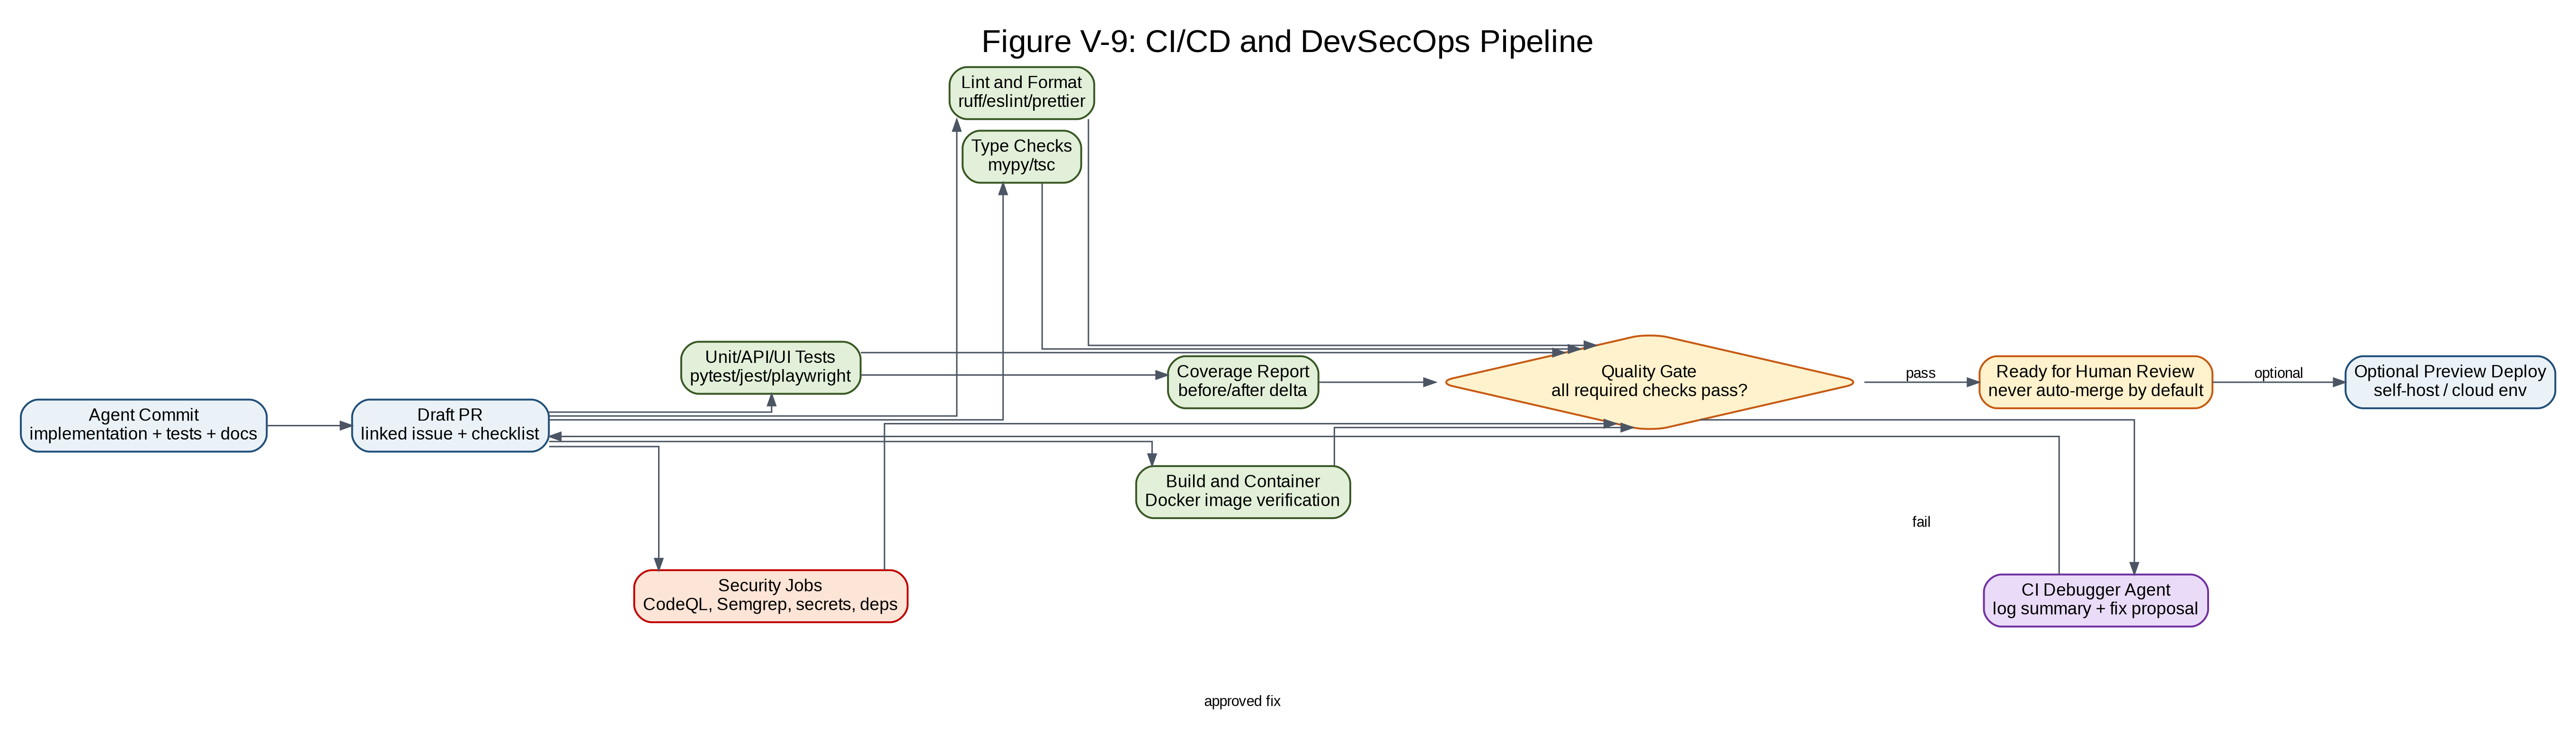 Figure V-9: CI/CD and DevSecOps Pipeline
Lint and Format
ruff/eslint/prettier
Type Checks
mypy/tsc
Unit/API/UI Tests
pytest/jest/playwright
Coverage Report
before/after delta
Quality Gate
all required checks pass?
pass
Ready for Human Review
never auto-merge by default
optional
Optional Preview Deploy
self-host / cloud env
Agent Commit
implementation + tests + docs
Draft PR
linked issue + checklist
Build and Container
Docker image verification
fail
Security Jobs
CodeQL, Semgrep, secrets, deps
CI Debugger Agent
log summary + fix proposal
approved fix